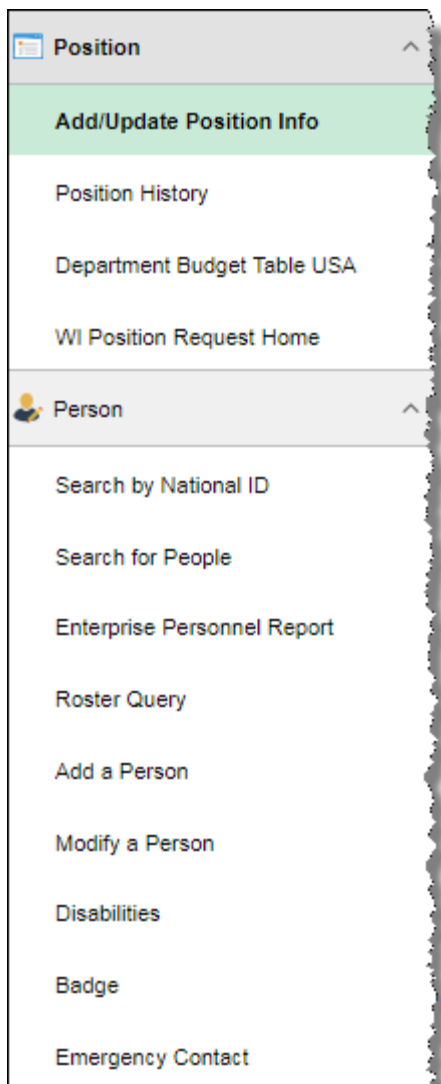 Position
Add/Update Position Info
Position History
Department Budget Table USA
WI Position Request Home
Person
Search by National ID
Search for People
Enterprise Personnel Report
Roster Query
Add a Person
Modify a Person
Disabilities
Badge
Emergency Contact